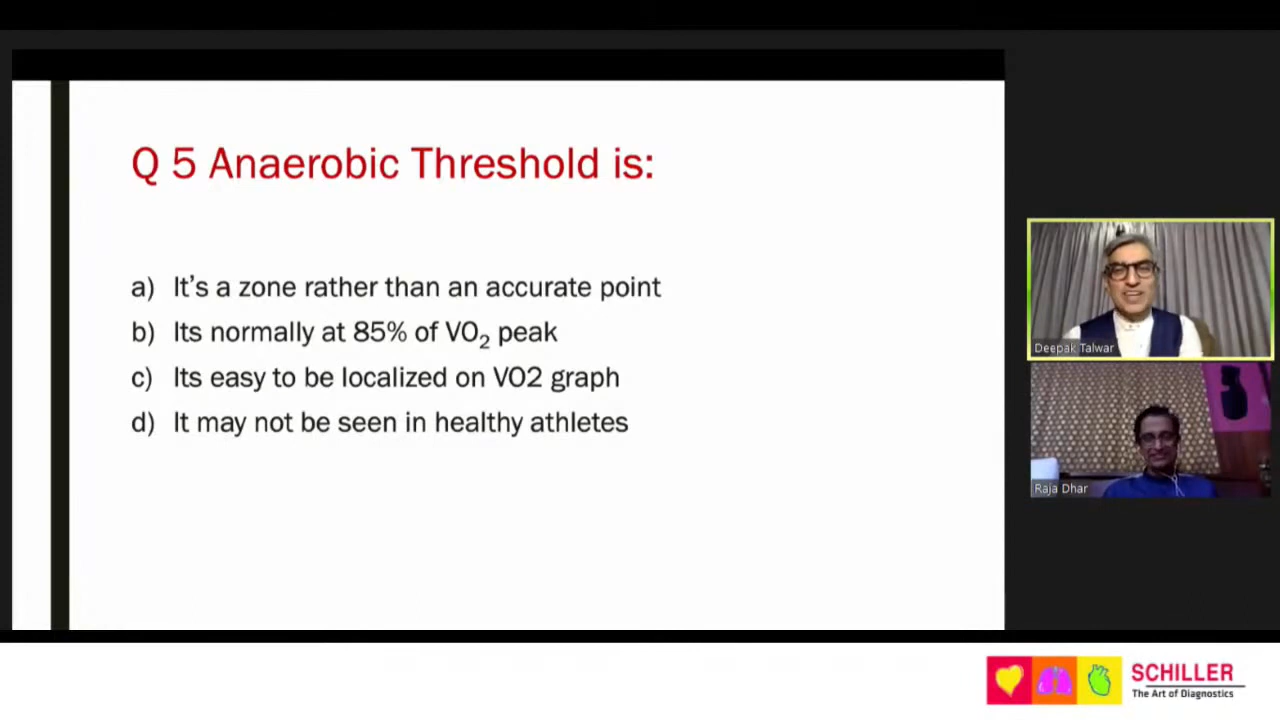 Q 5 Anaerobic Threshold is:
a) It's a zone rather than an accurate point
b) Its normally at 85% of VO₂ peak
c) Its easy to be localized on VO2 graph
d) It may not be seen in healthy athletes
Deepak Talwar
Raja Dhar
SCHILLER
The Art of Diagnostics